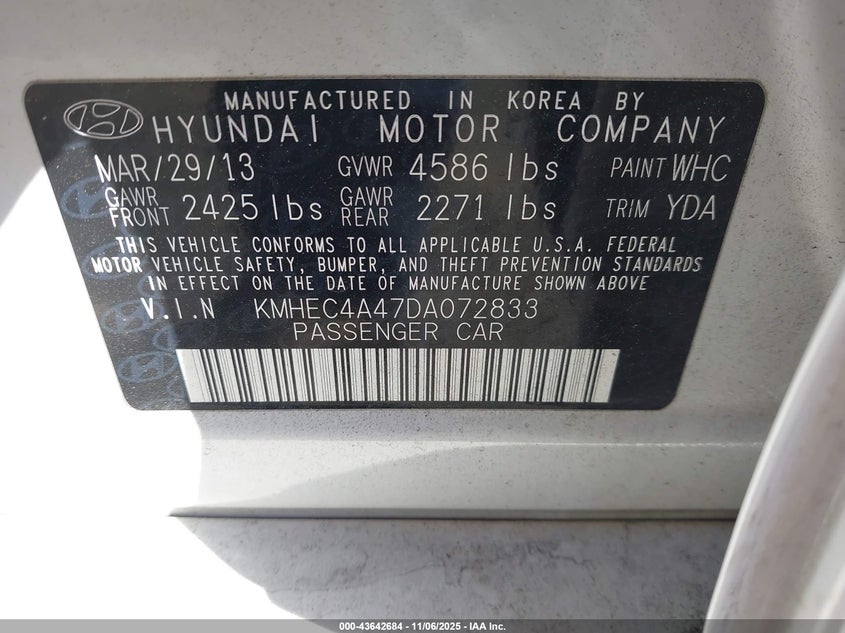 MANUFACTURED IN KOREA BY
HYUNDAI MOTOR COMPANY
MAR/29/13 GVWR 4586 lbs PAINT WHC
GAWR FRONT 2425 lbs GAWR REAR 2271 lbs TRIM YDA
THIS VEHICLE CONFORMS TO ALL APPLICABLE U.S.A. FEDERAL
MOTOR VEHICLE SAFETY, BUMPER, AND THEFT PREVENTION STANDARDS
IN EFFECT ON THE DATE OF MANUFACTURE SHOWN ABOVE
V.I.N KMHEC4A47DA072833
PASSENGER CAR
000-43642684 - 11/06/2025 - IAA Inc.